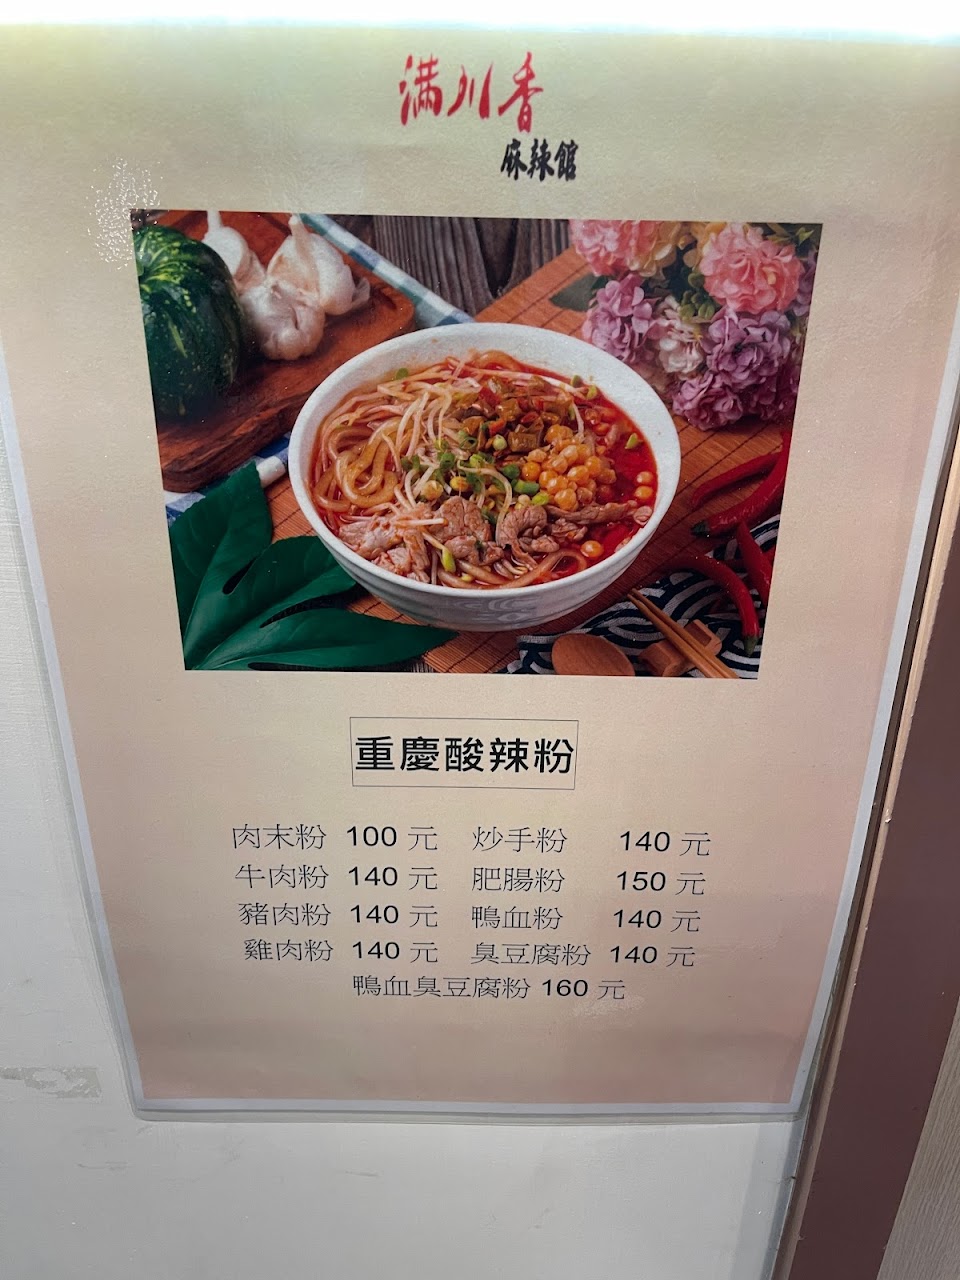 满川香
麻辣館
重慶酸辣粉
肉末粉 100 元 炒手粉 140 元
牛肉粉 140 元 肥腸粉 150 元
豬肉粉 140 元 鴨血粉 140 元
雞肉粉 140 元 臭豆腐粉 140 元
鴨血臭豆腐粉 160 元